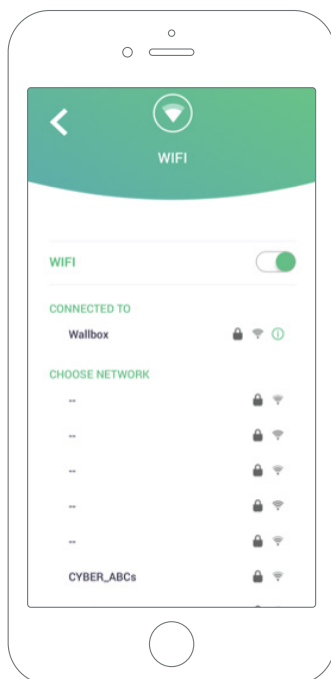 WIFI
WIFI
CONNECTED TO
Wallbox
CHOOSE NETWORK
--
--
--
--
--
CYBER_ABCs